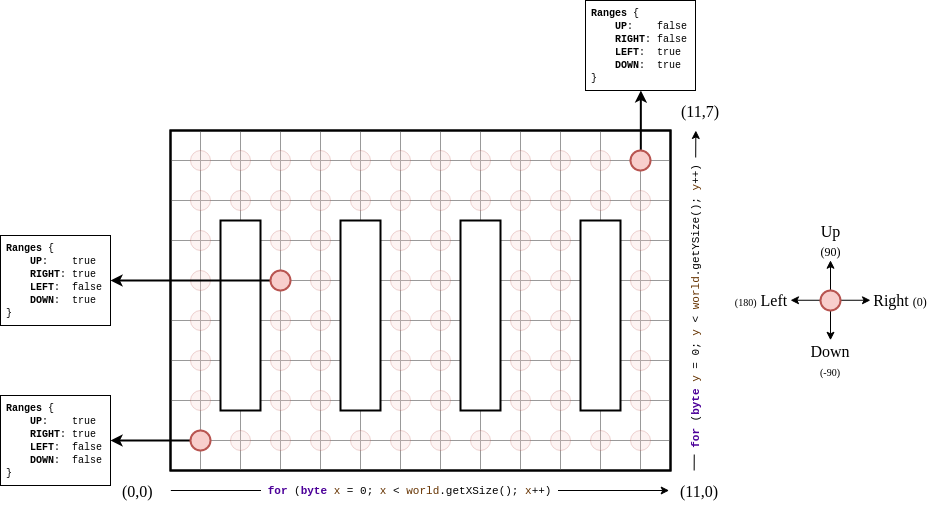 Ranges {
UP: false
RIGHT: false
LEFT: true
DOWN: true
}
(11,7)
Ranges {
UP: true
RIGHT: true
LEFT: false
DOWN: true
}
for (byte y = 0; y < world.getYSize(); y++)
Up
(90)
(180) Left
Right (0)
Down
(-90)
Ranges {
UP: true
RIGHT: true
LEFT: false
DOWN: false
}
(0,0)
for (byte x = 0; x < world.getXSize(); x++)
(11,0)